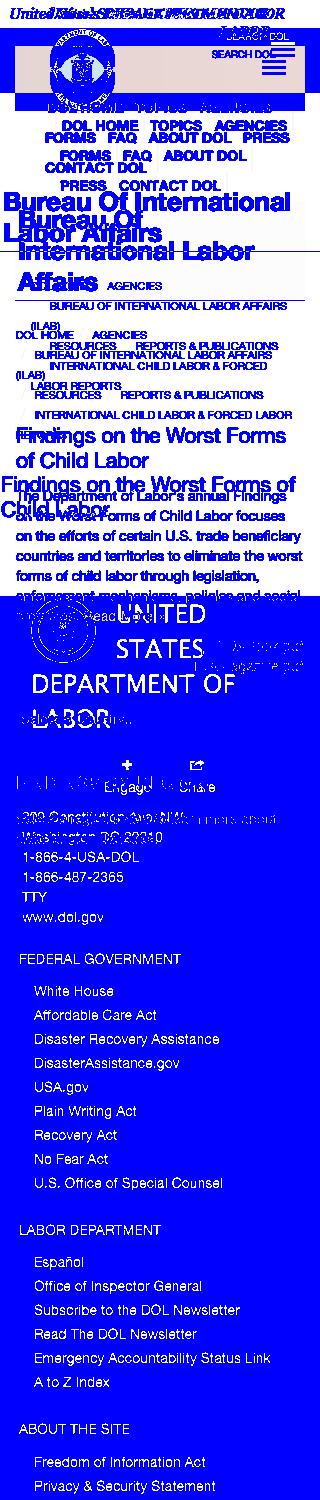 SEARCH DOL
SEARCH DOL
DOL HOME TOPICS AGENCIES
FORMS FAQ ABOUT DOL PRESS
FORMS FAQ ABOUT DOL
CONTACT DOL
PRESS CONTACT DOL
Bureau Of International
Labor Affairs
Bureau Of
International Labor
Affairs
AGENCIES
BUREAU OF INTERNATIONAL LABOR AFFAIRS
(ILAB)
DOL HOME AGENCIES
RESOURCES REPORTS & PUBLICATIONS
BUREAU OF INTERNATIONAL LABOR AFFAIRS
INTERNATIONAL CHILD LABOR & FORCED
(ILAB)
LABOR REPORTS
RESOURCES REPORTS & PUBLICATIONS
INTERNATIONAL CHILD LABOR & FORCED LABOR
Findings on the Worst Forms
of Child Labor
Findings on the Worst Forms of
Child Labor
The Department of Labor's annual Findings
on the Worst Forms of Child Labor focuses
on the efforts of certain U.S. trade beneficiary
countries and territories to eliminate the worst
forms of child labor through legislation,
enforcement mechanisms, policies and social
Read More
UNITED
STATES
DEPARTMENT OF
LABOR
Engage Share
200 Constitution Ave. NW
Washington DC 20210
1-866-4-USA-DOL
1-866-487-2365
TTY
www.dol.gov
FEDERAL GOVERNMENT
White House
Affordable Care Act
Disaster Recovery Assistance
DisasterAssistance.gov
USA.gov
Plain Writing Act
Recovery Act
No Fear Act
U.S. Office of Special Counsel
LABOR DEPARTMENT
Español
Office of Inspector General
Subscribe to the DOL Newsletter
Read The DOL Newsletter
Emergency Accountability Status Link
A to Z Index
ABOUT THE SITE
Freedom of Information Act
Privacy & Security Statement